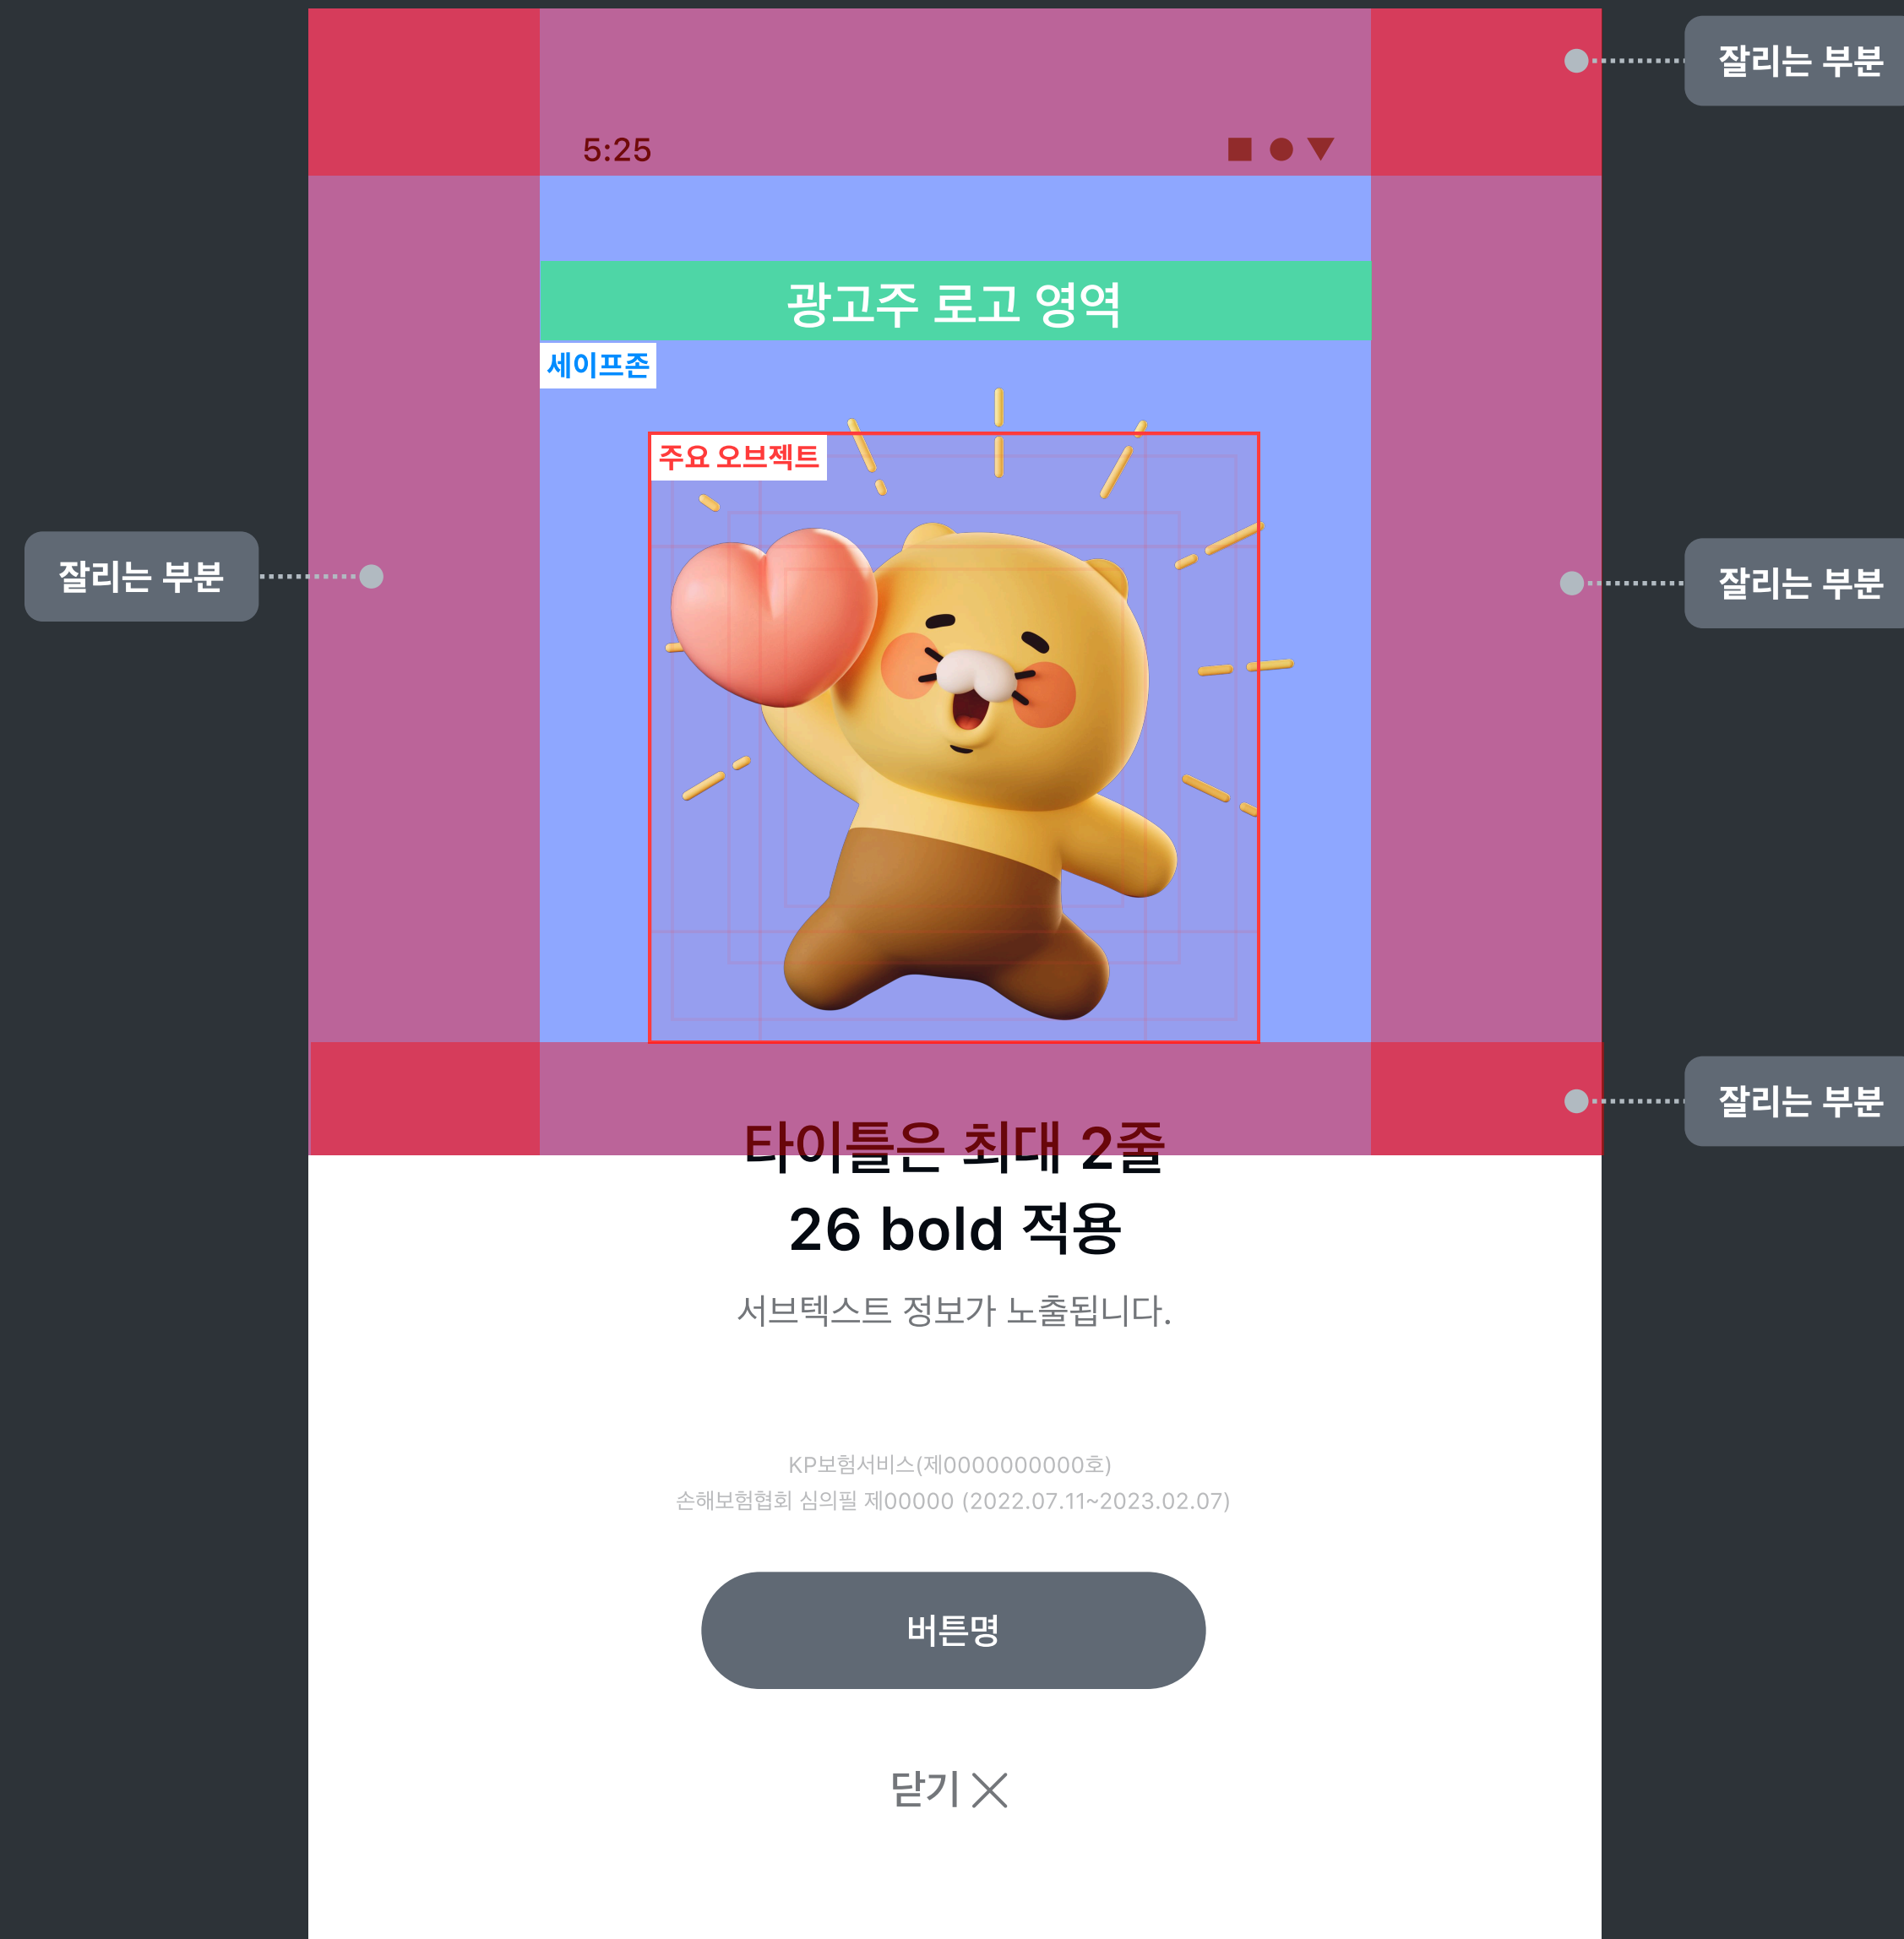 잘리는 부분
5:25
광고주 로고 영역
세이프존
주요 오브젝트
잘리는 부분
잘리는 부분
잘리는 부분
타이틀은 최대 2줄
26 bold 적용
서브텍스트 정보가 노출됩니다.
KP보험서비스(제0000000000호)
손해보험협회 심의필 제00000 (2022.07.11~2023.02.07)
버튼명
닫기